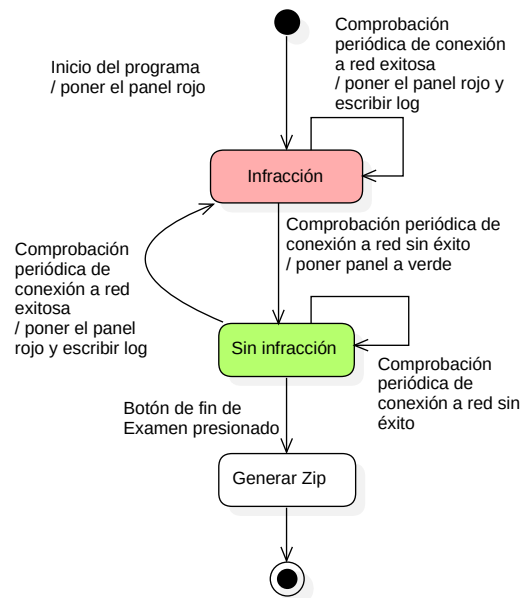 Comprobación
periódica de conexión
a red exitosa
/ poner el panel rojo y
escribir log
Inicio del programa
/ poner el panel rojo
Infracción
Comprobación periódica de
conexión a red sin éxito
/ poner panel a verde
Comprobación
periódica de
conexión a red
exitosa
/ poner el panel
rojo y escribir log
Sin infracción
Comprobación
periódica de
conexión a red sin
éxito
Botón de fin de
Examen presionado
Generar Zip